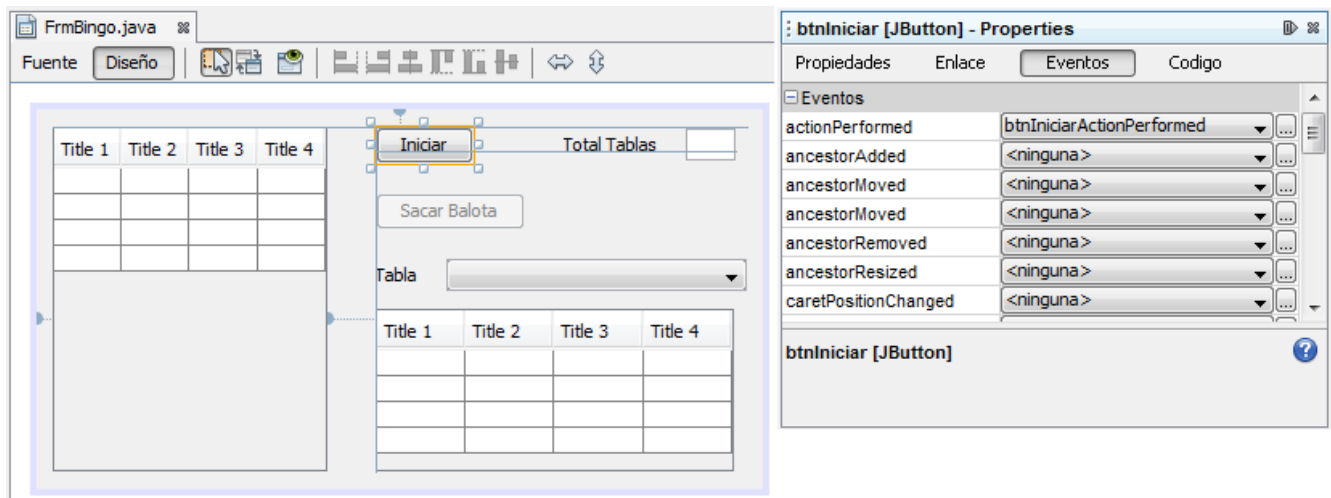 FrmBingo.java
Fuente Diseño
Title 1 Title 2 Title 3 Title 4
Iniciar
Total Tablas
Sacar Balota
Tabla
Title 1 Title 2 Title 3 Title 4
btnIniciar [JButton] - Properties
Propiedades Enlace Eventos Codigo
Eventos
actionPerformed btnIniciarActionPerformed ...
ancestorAdded <ninguna> ...
ancestorMoved <ninguna> ...
ancestorMoved <ninguna> ...
ancestorRemoved <ninguna> ...
ancestorResized <ninguna> ...
caretPositionChanged <ninguna> ...
btnIniciar [JButton]